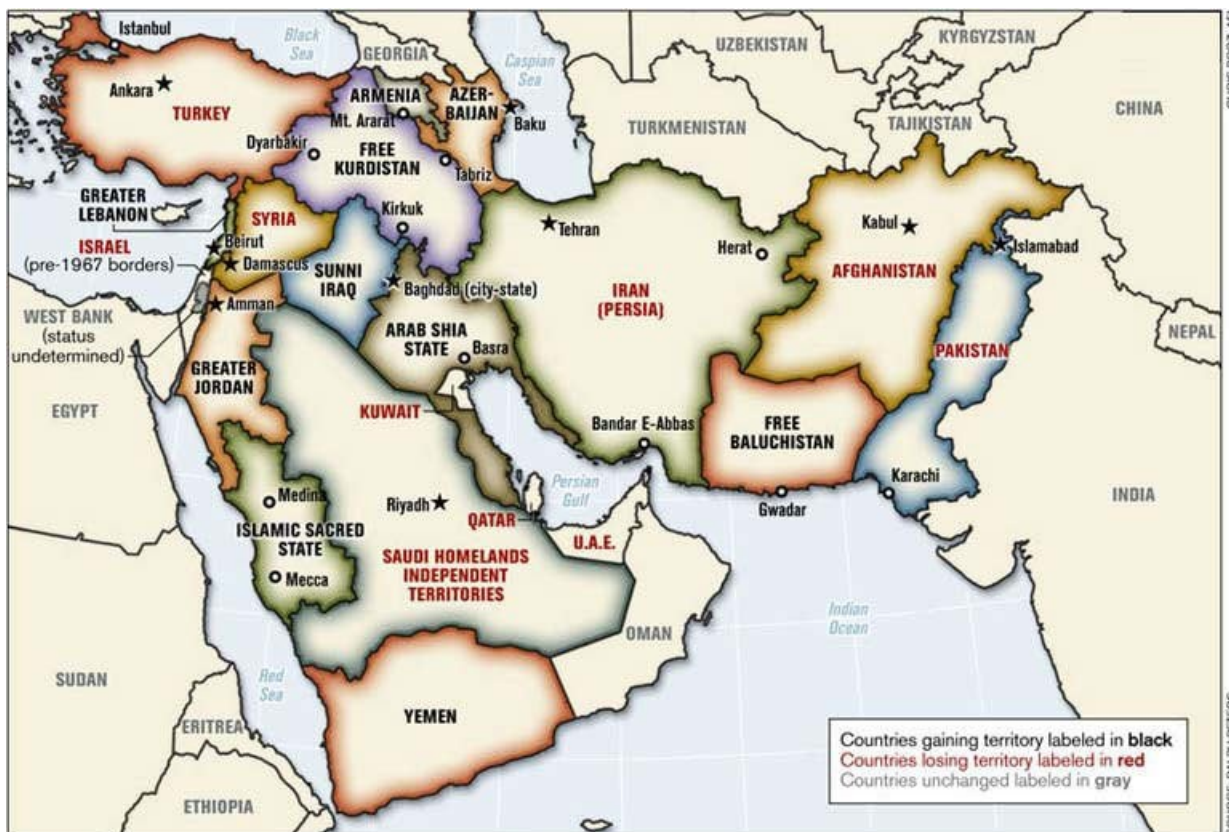 Istanbul
Black
Sea
GEORGIA
Caspian
Sea
UZBEKISTAN
KYRGYZSTAN
Ankara
TURKEY
ARMENIA
Mt. Ararat
AZER-
BAIJAN
Baku
TURKMENISTAN
TAJIKISTAN
CHINA
Dyarbakir
FREE
KURDISTAN
Tabriz
GREATER
LEBANON
SYRIA
Kirkuk
Tehran
Herat
Kabul
Islamabad
ISRAEL
(pre-1967 borders)
Beirut
Damascus
SUNNI
IRAQ
Baghdad (city-state)
IRAN
(PERSIA)
AFGHANISTAN
WEST BANK
(status
undetermined)
Amman
ARAB SHIA
STATE
Basra
NEPAL
PAKISTAN
GREATER
JORDAN
EGYPT
KUWAIT
Bandar E-Abbas
FREE
BALUCHISTAN
Karachi
Medina
Riyadh
Persian
Gulf
Gwadar
INDIA
ISLAMIC SACRED
STATE
QATAR
U.A.E.
Mecca
SAUDI HOMELANDS
INDEPENDENT
TERRITORIES
OMAN
Indian
Ocean
SUDAN
Red
Sea
YEMEN
ERITREA
ETHIOPIA
Countries gaining territory labeled in black
Countries losing territory labeled in red
Countries unchanged labeled in gray